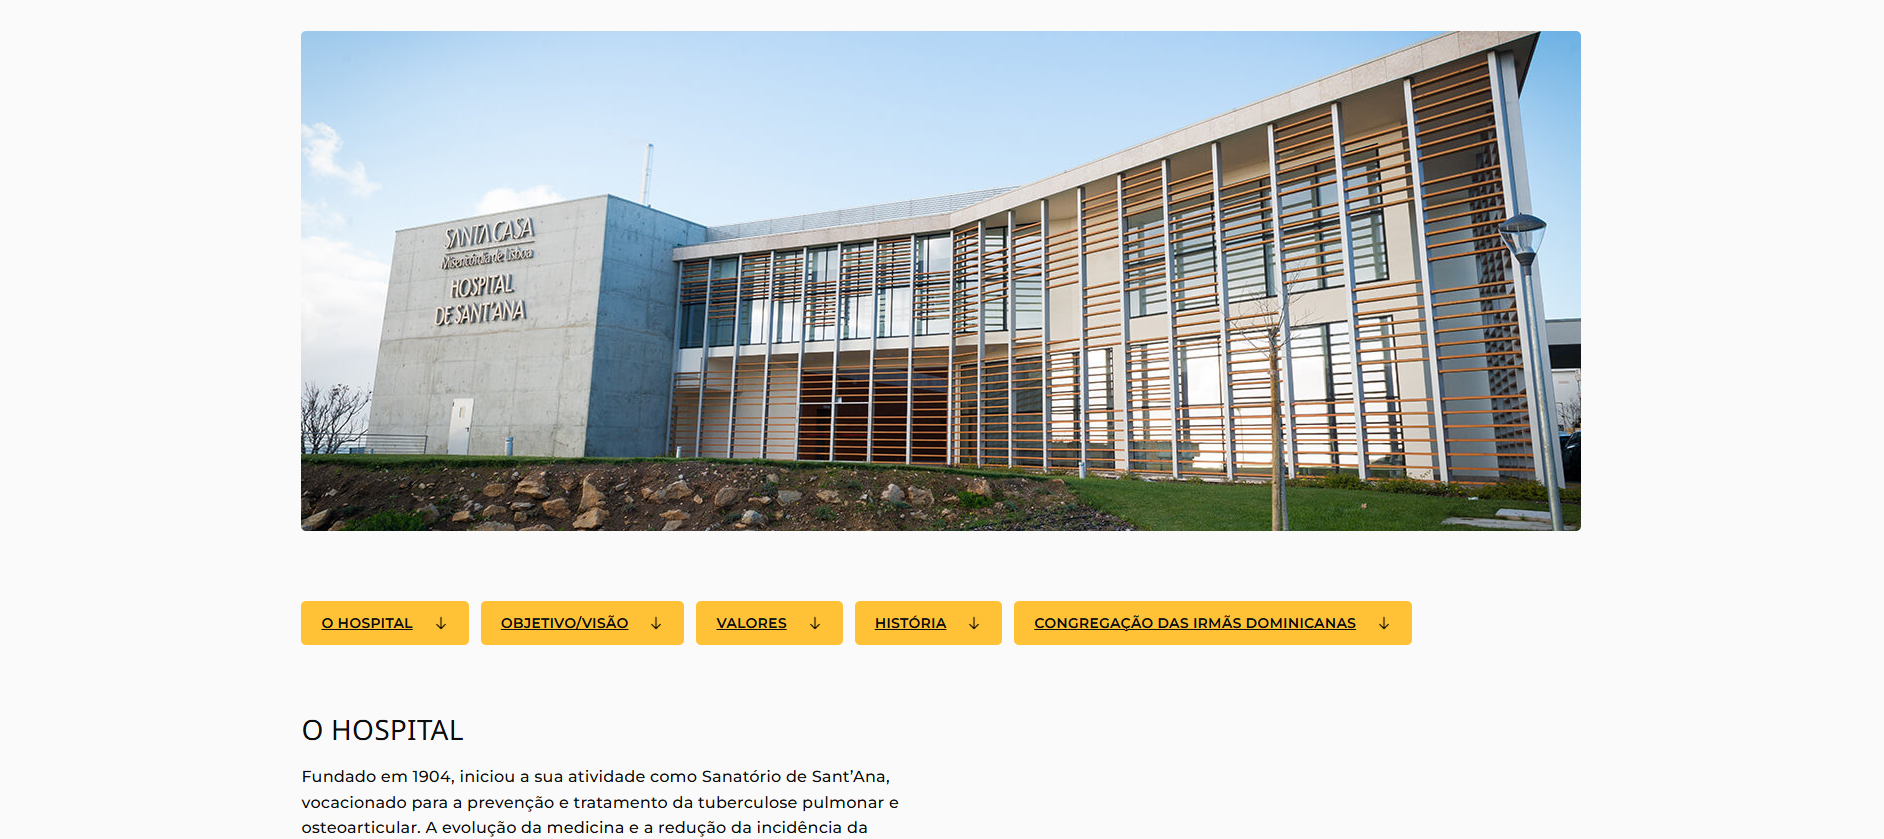 SANTA CASA
Misericórdia de Lisboa
HOSPITAL
DE SANT'ANA
O HOSPITAL
OBJETIVO/VISÃO
VALORES
HISTÓRIA
CONGREGAÇÃO DAS IRMÃS DOMINICANAS
O HOSPITAL
Fundado em 1904, iniciou a sua atividade como Sanatório de Sant’Ana,
vocacionado para a prevenção e tratamento da tuberculose pulmonar e
osteoarticular. A evolução da medicina e a redução da incidência da